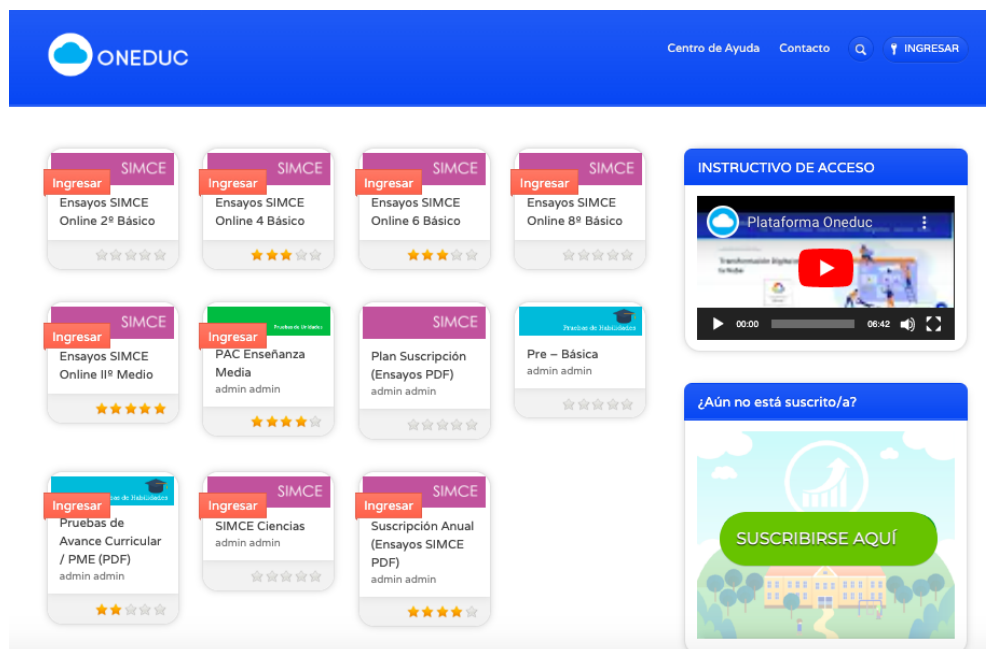 ONEDUC
Centro de Ayuda
Contacto
INGRESAR
SIMCE
Ingresar
Ensayos SIMCE
Online 2º Básico
SIMCE
Ingresar
Ensayos SIMCE
Online 4 Básico
SIMCE
Ingresar
Ensayos SIMCE
Online 6 Básico
SIMCE
Ingresar
Ensayos SIMCE
Online 8º Básico
SIMCE
Ingresar
Ensayos SIMCE
Online IIº Medio
Pruebas de Unidades
Ingresar
PAC Enseñanza
Media
admin admin
SIMCE
Plan Suscripción
(Ensayos PDF)
admin admin
Pruebas de Habilidades
Pre – Básica
admin admin
bas de Habilidades
Ingresar
Pruebas de
Avance Curricular
/ PME (PDF)
admin admin
SIMCE
Ingresar
SIMCE Ciencias
admin admin
SIMCE
Ingresar
Suscripción Anual
(Ensayos SIMCE
PDF)
admin admin
INSTRUCTIVO DE ACCESO
Plataforma Oneduc
00:00
06:42
¿Aún no está suscrito/a?
SUSCRIBIRSE AQUÍ